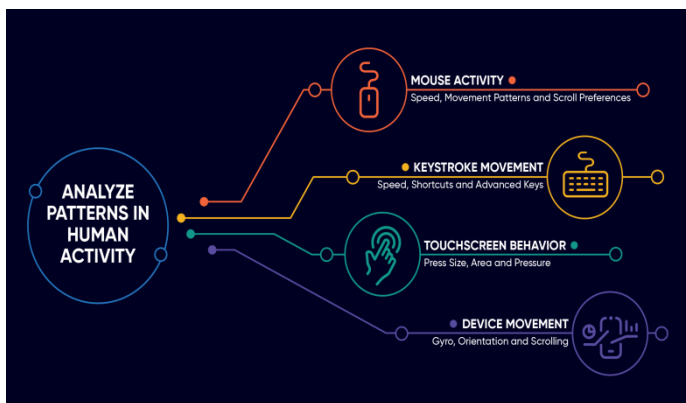 ANALYZE
PATTERNS IN
HUMAN
ACTIVITY
MOUSE ACTIVITY
Speed, Movement Patterns and Scroll Preferences
KEYSTROKE MOVEMENT
Speed, Shortcuts and Advanced Keys
TOUCHSCREEN BEHAVIOR
Press Size, Area and Pressure
DEVICE MOVEMENT
Gyro, Orientation and Scrolling